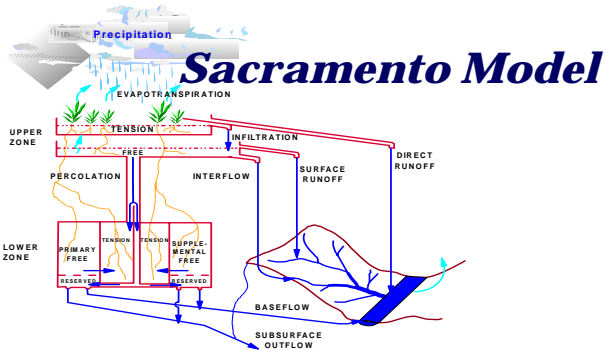 Precipitation
Sacramento Model
EVAPOTRANSPIRATION
UPPER
ZONE
TENSION
INFILTRATION
FREE
DIRECT
RUNOFF
PERCOLATION
INTERFLOW
SURFACE
RUNOFF
LOWER
ZONE
PRIMARY
FREE
TENSION
TENSION
SUPPLE-
MENTAL
FREE
RESERVED
RESERVED
BASEFLOW
SUBSURFACE
OUTFLOW